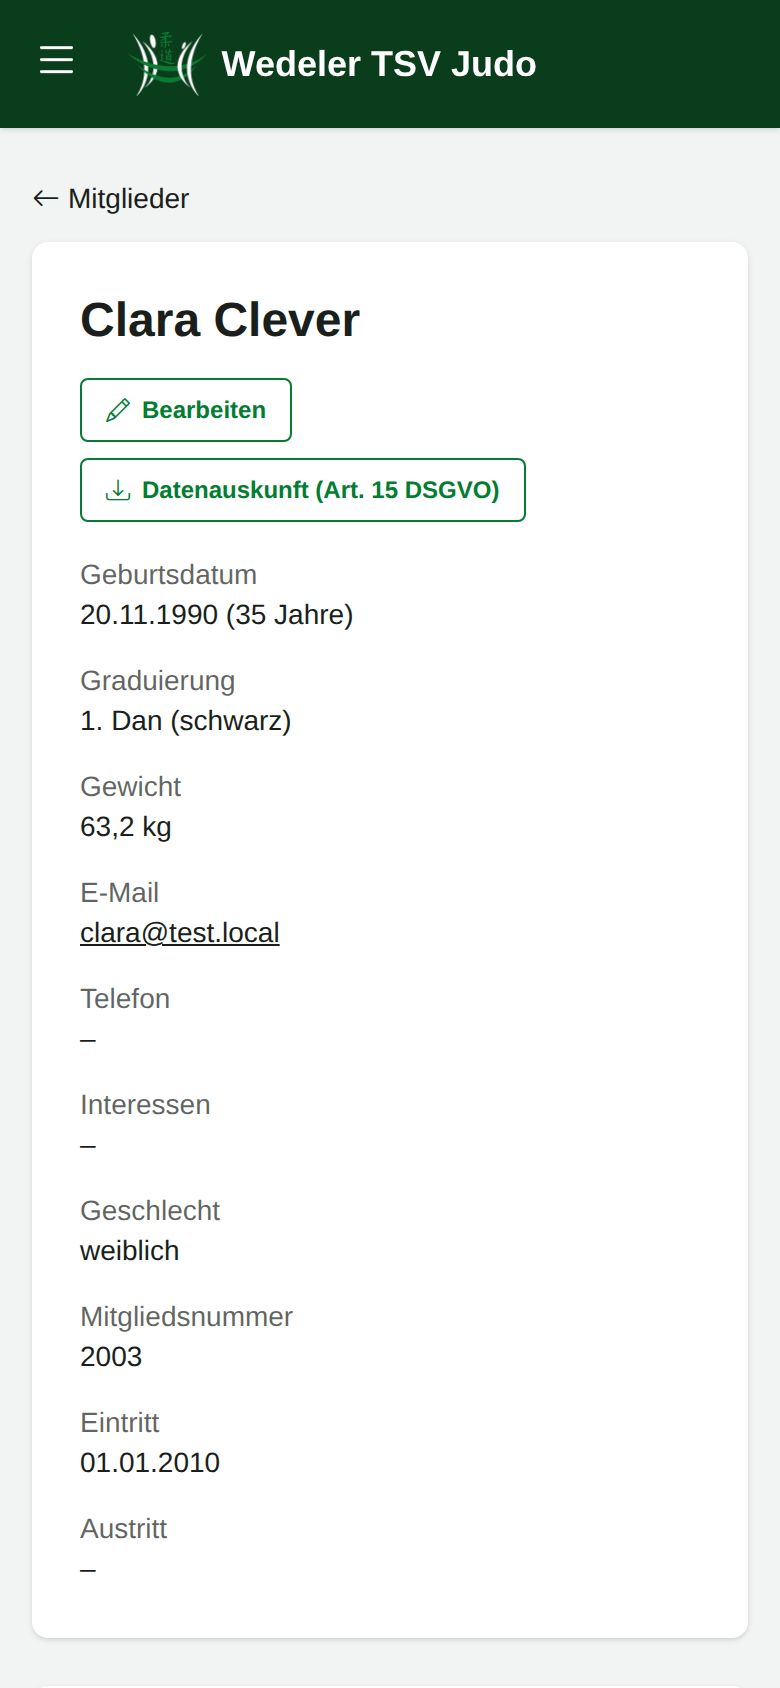 柔道
Wedeler TSV Judo
← Mitglieder
Clara Clever
Bearbeiten
Datenauskunft (Art. 15 DSGVO)
Geburtsdatum
20.11.1990 (35 Jahre)
Graduierung
1. Dan (schwarz)
Gewicht
63,2 kg
E-Mail
clara@test.local
Telefon
–
Interessen
–
Geschlecht
weiblich
Mitgliedsnummer
2003
Eintritt
01.01.2010
Austritt
–